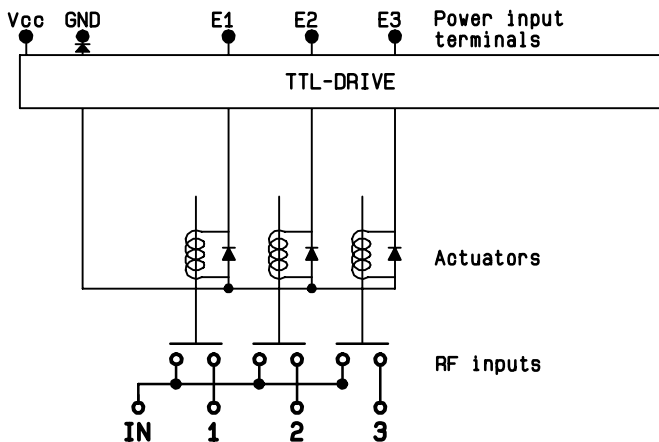 Vcc GND E1 E2 E3 Power input
terminals
TTL-DRIVE
Actuators
RF inputs
IN 1 2 3